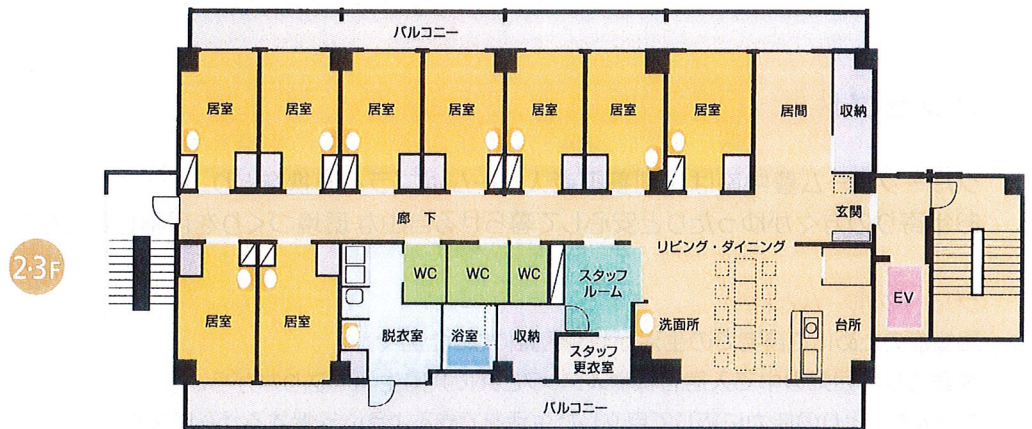 バルコニー
居室
居室
居室
居室
居室
居室
居室
居間
収納
廊下
玄関
リビング・ダイニング
2・3F
WC
WC
WC
スタッフ
ルーム
EV
居室
居室
脱衣室
浴室
収納
洗面所
台所
スタッフ
更衣室
バルコニー